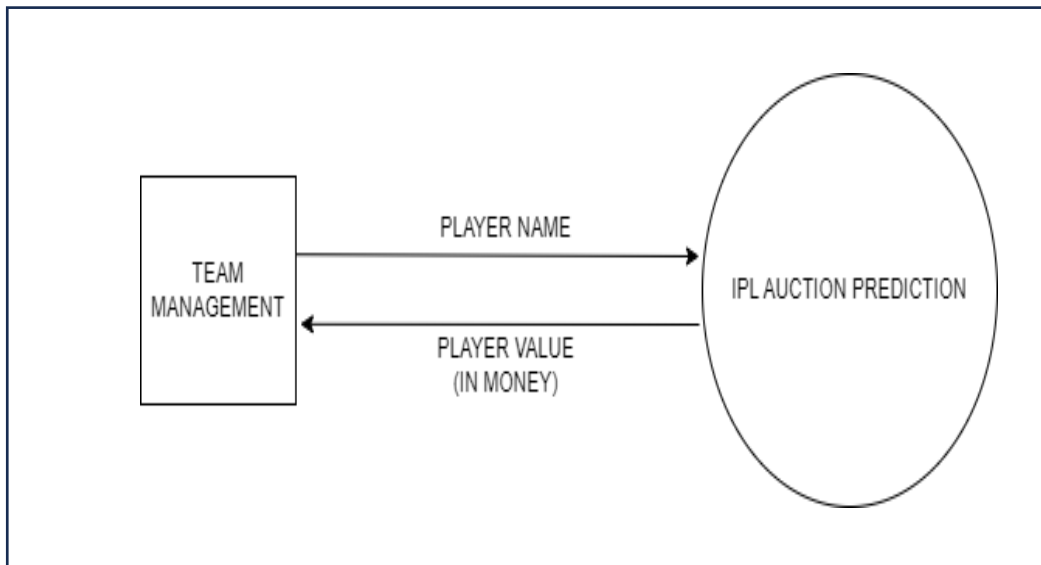 PLAYER NAME
TEAM
MANAGEMENT
IPL AUCTION PREDICTION
PLAYER VALUE
(IN MONEY)